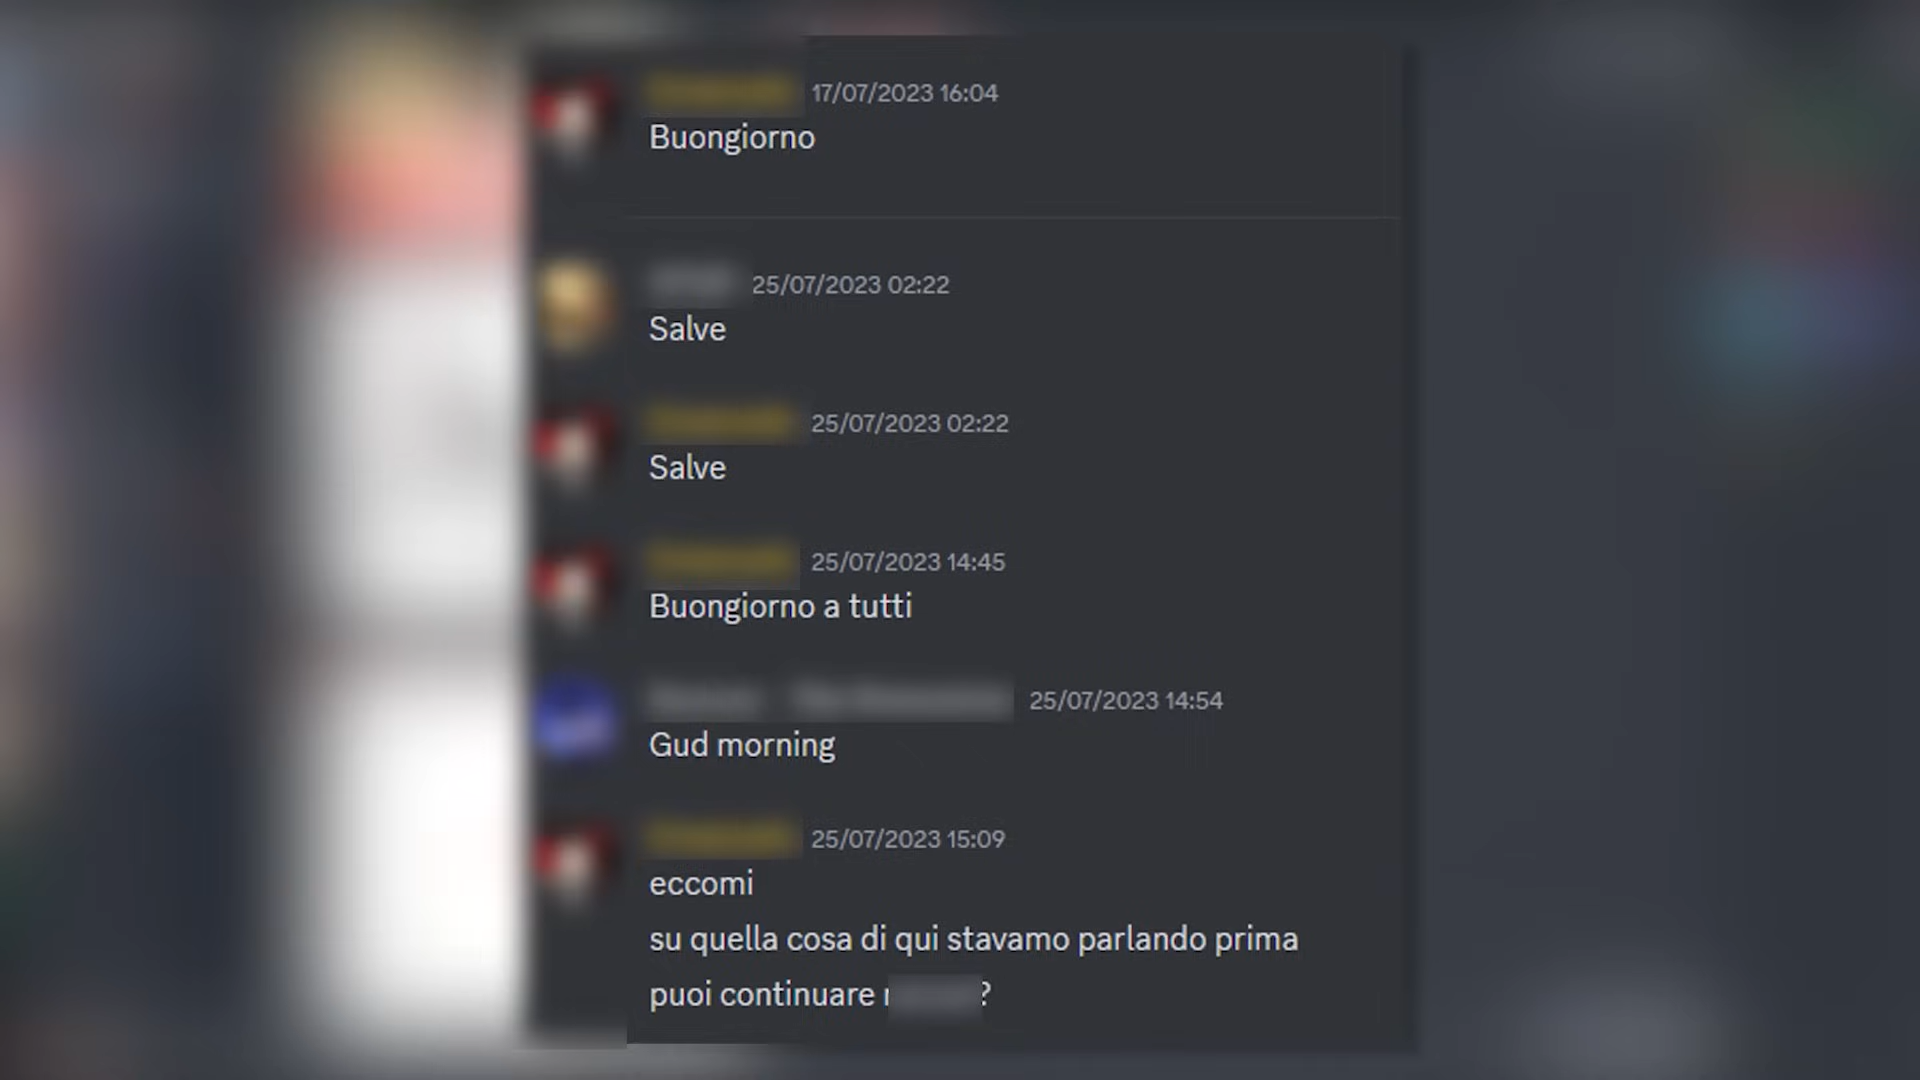 17/07/2023 16:04
Buongiorno
25/07/2023 02:22
Salve
25/07/2023 02:22
Salve
25/07/2023 14:45
Buongiorno a tutti
25/07/2023 14:54
Gud morning
25/07/2023 15:09
eccomi
su quella cosa di qui stavamo parlando prima
puoi continuare ?